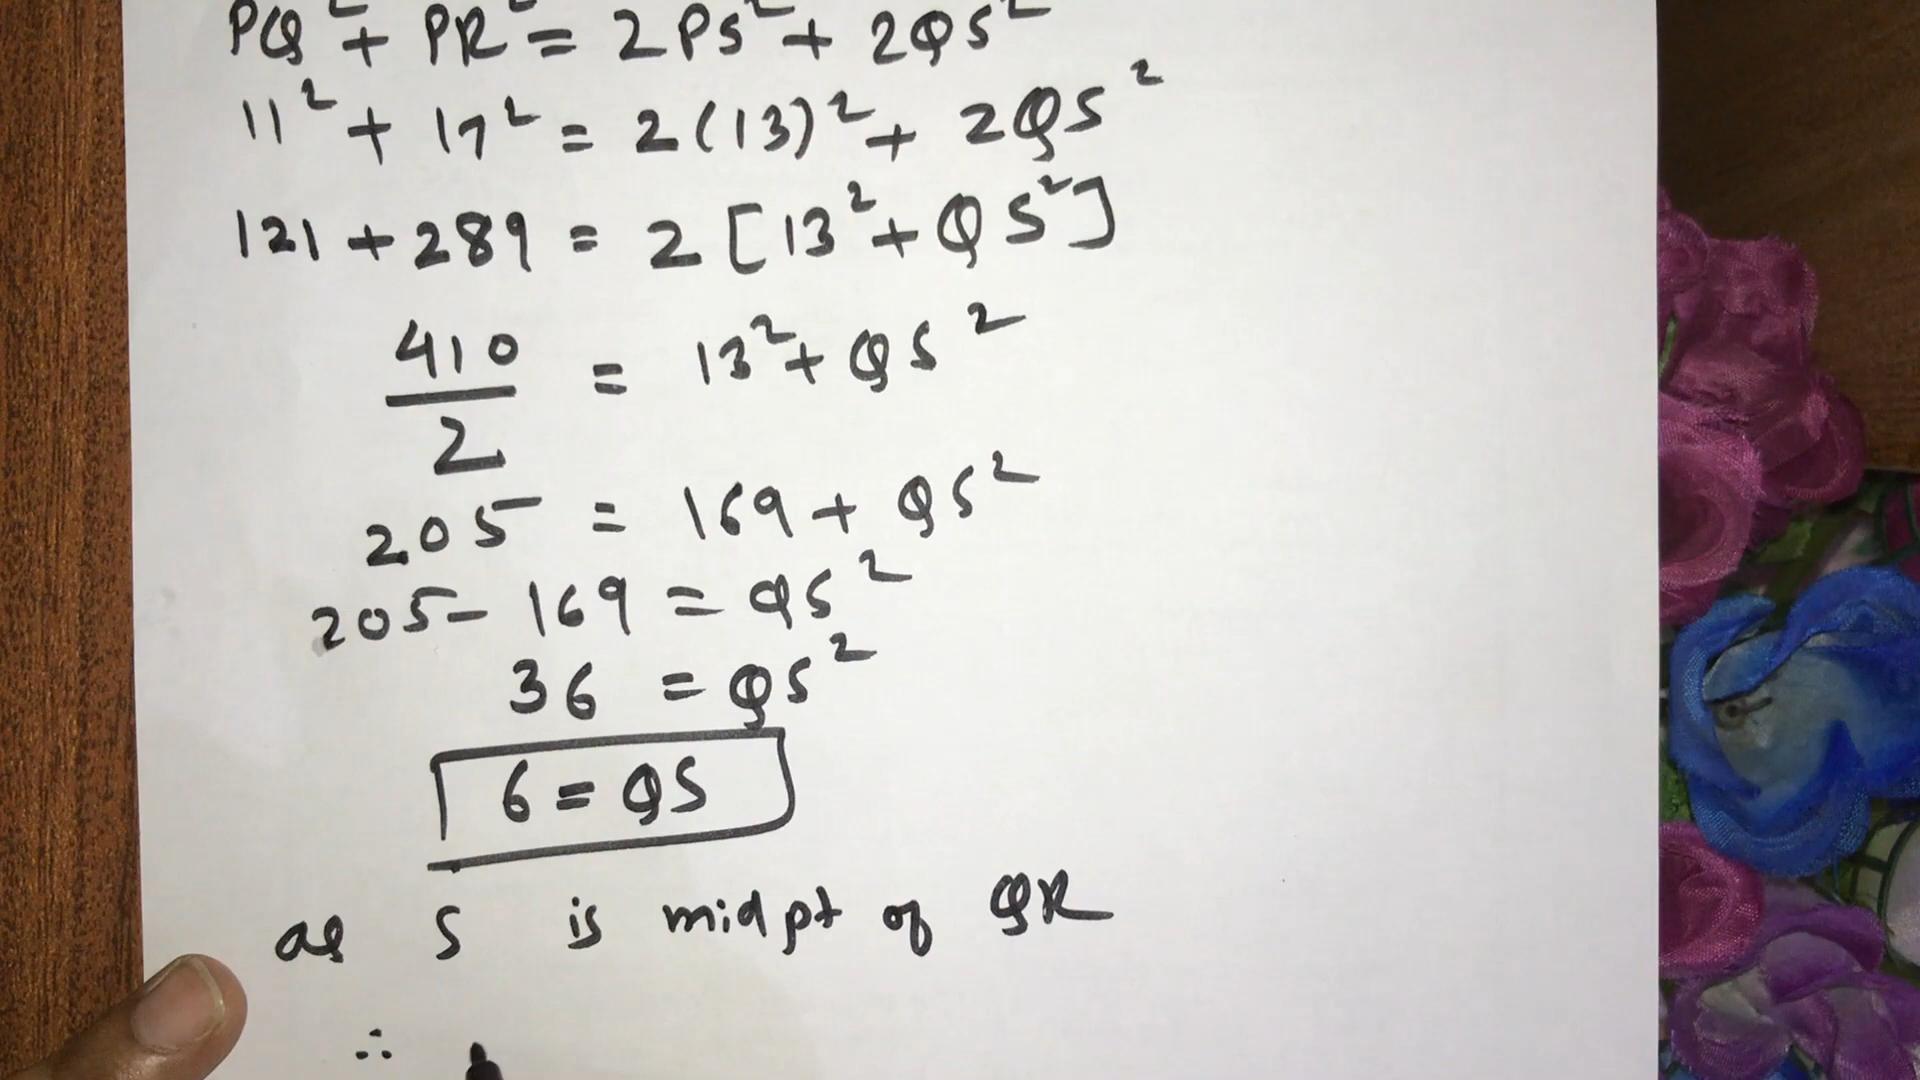 PQ² + PR² = 2PS² + 2QS²
11² + 17² = 2(13)² + 2QS²
121 + 289 = 2[13² + QS²]
410/2 = 13² + QS²
205 = 169 + QS²
205 - 169 = QS²
36 = QS²
6 = QS
as S is midpt of QR
∴